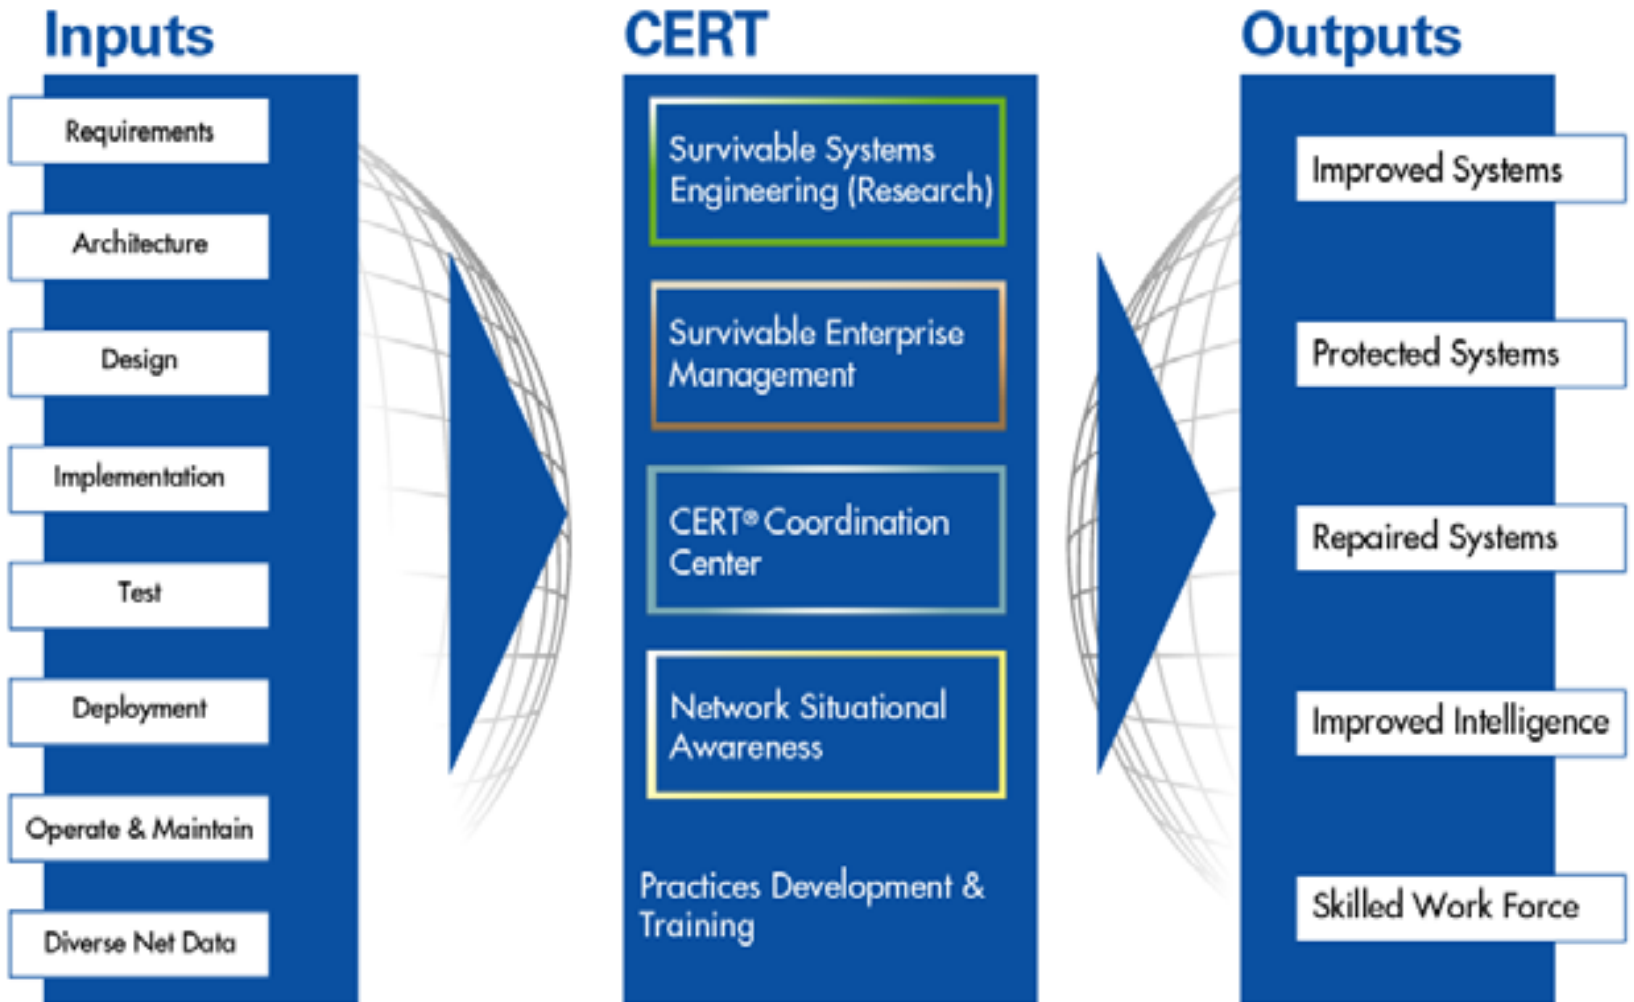 Inputs
Requirements
Architecture
Design
Implementation
Test
Deployment
Operate & Maintain
Diverse Net Data
CERT
Survivable Systems
Engineering (Research)
Survivable Enterprise
Management
CERT® Coordination
Center
Network Situational
Awareness
Practices Development &
Training
Outputs
Improved Systems
Protected Systems
Repaired Systems
Improved Intelligence
Skilled Work Force